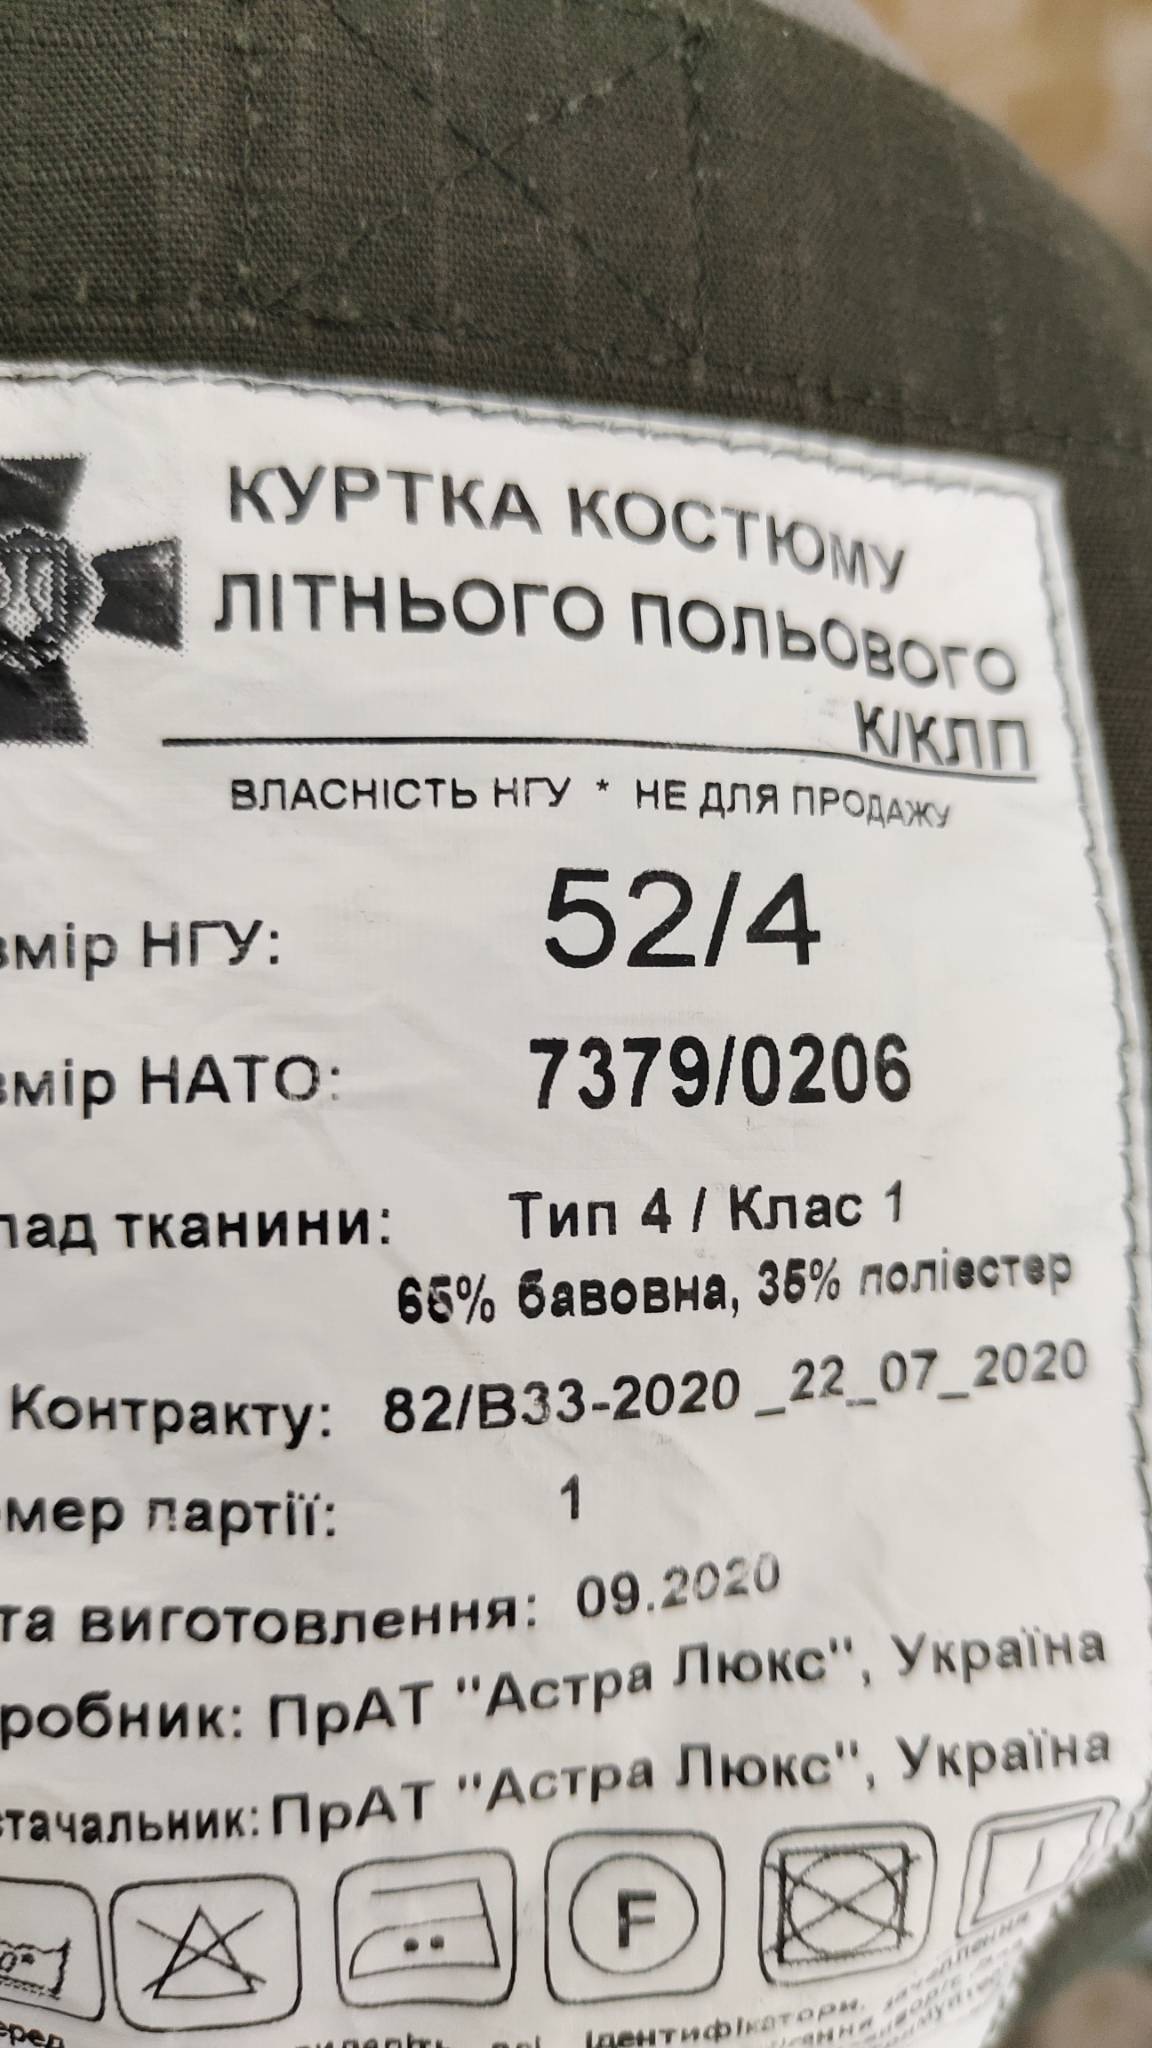 КУРТКА КОСТЮМУ
ЛІТНЬОГО ПОЛЬОВОГО
К/КЛП
ВЛАСНІСТЬ НГУ * НЕ ДЛЯ ПРОДАЖУ
змір НГУ: 52/4
змір НАТО: 7379/0206
лад тканини: Тип 4 / Клас 1
65% бавовна, 35% поліестер
Контракту: 82/В33-2020 _22_07_2020
мер партії: 1
та виготовлення: 09.2020
робник: ПрАТ "Астра Люкс", Україна
стачальник: ПрАТ "Астра Люкс", Україна
F
ідентифікатори,